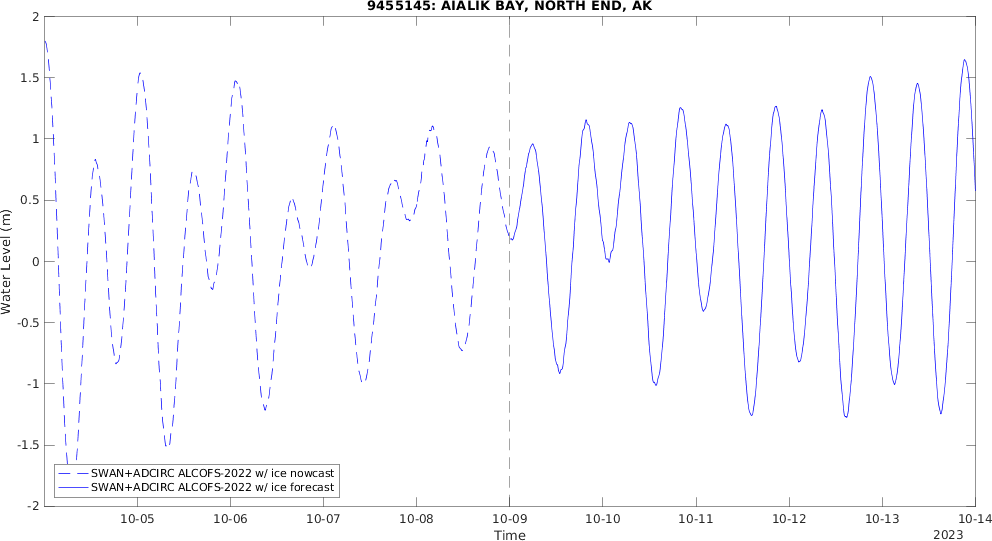 9455145: AIALIK BAY, NORTH END, AK
2
1.5
1
0.5
0
-0.5
-1
-1.5
-2
Water Level (m)
SWAN+ADCIRC ALCOFS-2022 w/ ice nowcast
SWAN+ADCIRC ALCOFS-2022 w/ ice forecast
10-05 10-06 10-07 10-08 10-09 10-10 10-11 10-12 10-13 10-14
Time
2023